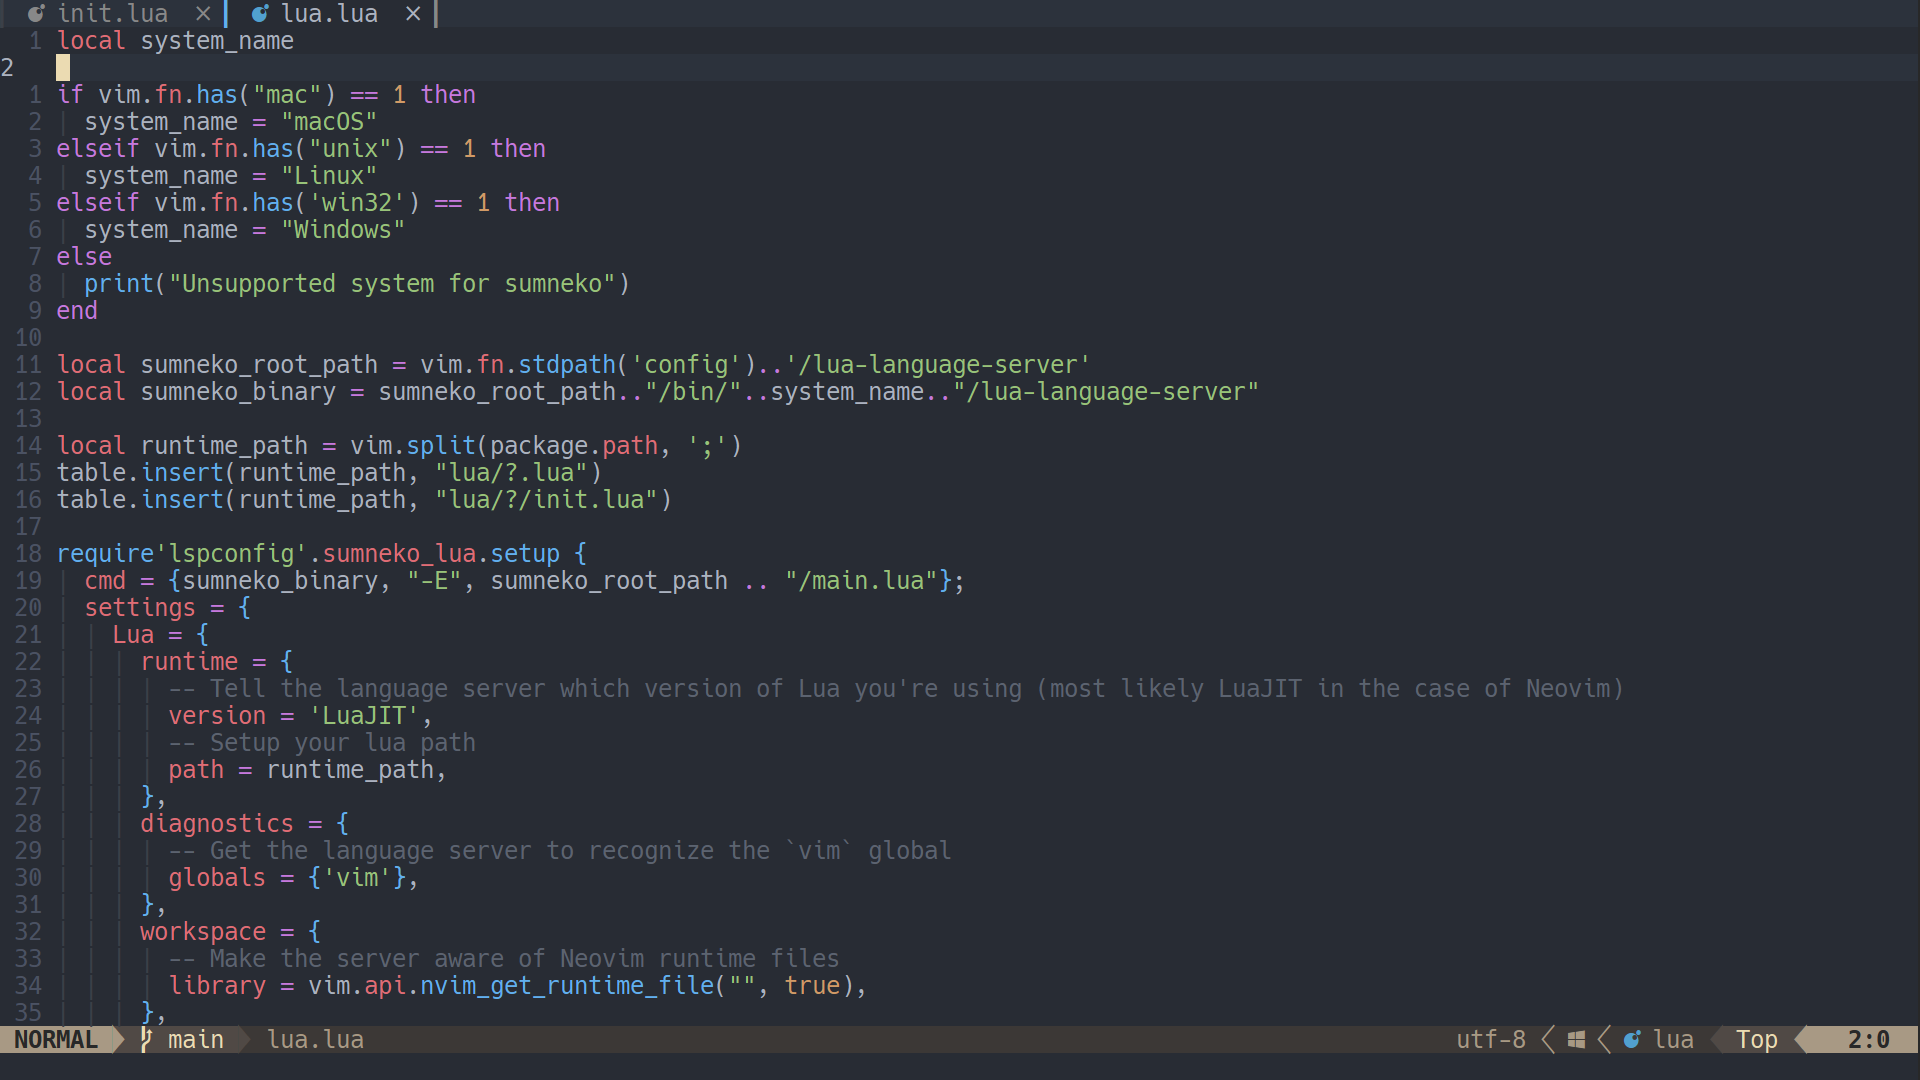 init.lua × lua.lua ×
1 local system_name
2
1 if vim.fn.has("mac") == 1 then
2 system_name = "macOS"
3 elseif vim.fn.has("unix") == 1 then
4 system_name = "Linux"
5 elseif vim.fn.has('win32') == 1 then
6 system_name = "Windows"
7 else
8 print("Unsupported system for sumneko")
9 end
10
11 local sumneko_root_path = vim.fn.stdpath('config')..'/lua-language-server'
12 local sumneko_binary = sumneko_root_path.."/bin/"..system_name.."/lua-language-server"
13
14 local runtime_path = vim.split(package.path, ';')
15 table.insert(runtime_path, "lua/?.lua")
16 table.insert(runtime_path, "lua/?/init.lua")
17
18 require'lspconfig'.sumneko_lua.setup {
19 cmd = {sumneko_binary, "-E", sumneko_root_path .. "/main.lua"};
20 settings = {
21 Lua = {
22 runtime = {
23 -- Tell the language server which version of Lua you're using (most likely LuaJIT in the case of Neovim)
24 version = 'LuaJIT',
25 -- Setup your lua path
26 path = runtime_path,
27 },
28 diagnostics = {
29 -- Get the language server to recognize the `vim` global
30 globals = {'vim'},
31 },
32 workspace = {
33 -- Make the server aware of Neovim runtime files
34 library = vim.api.nvim_get_runtime_file("", true),
35 },
NORMAL main lua.lua utf-8 lua Top 2:0